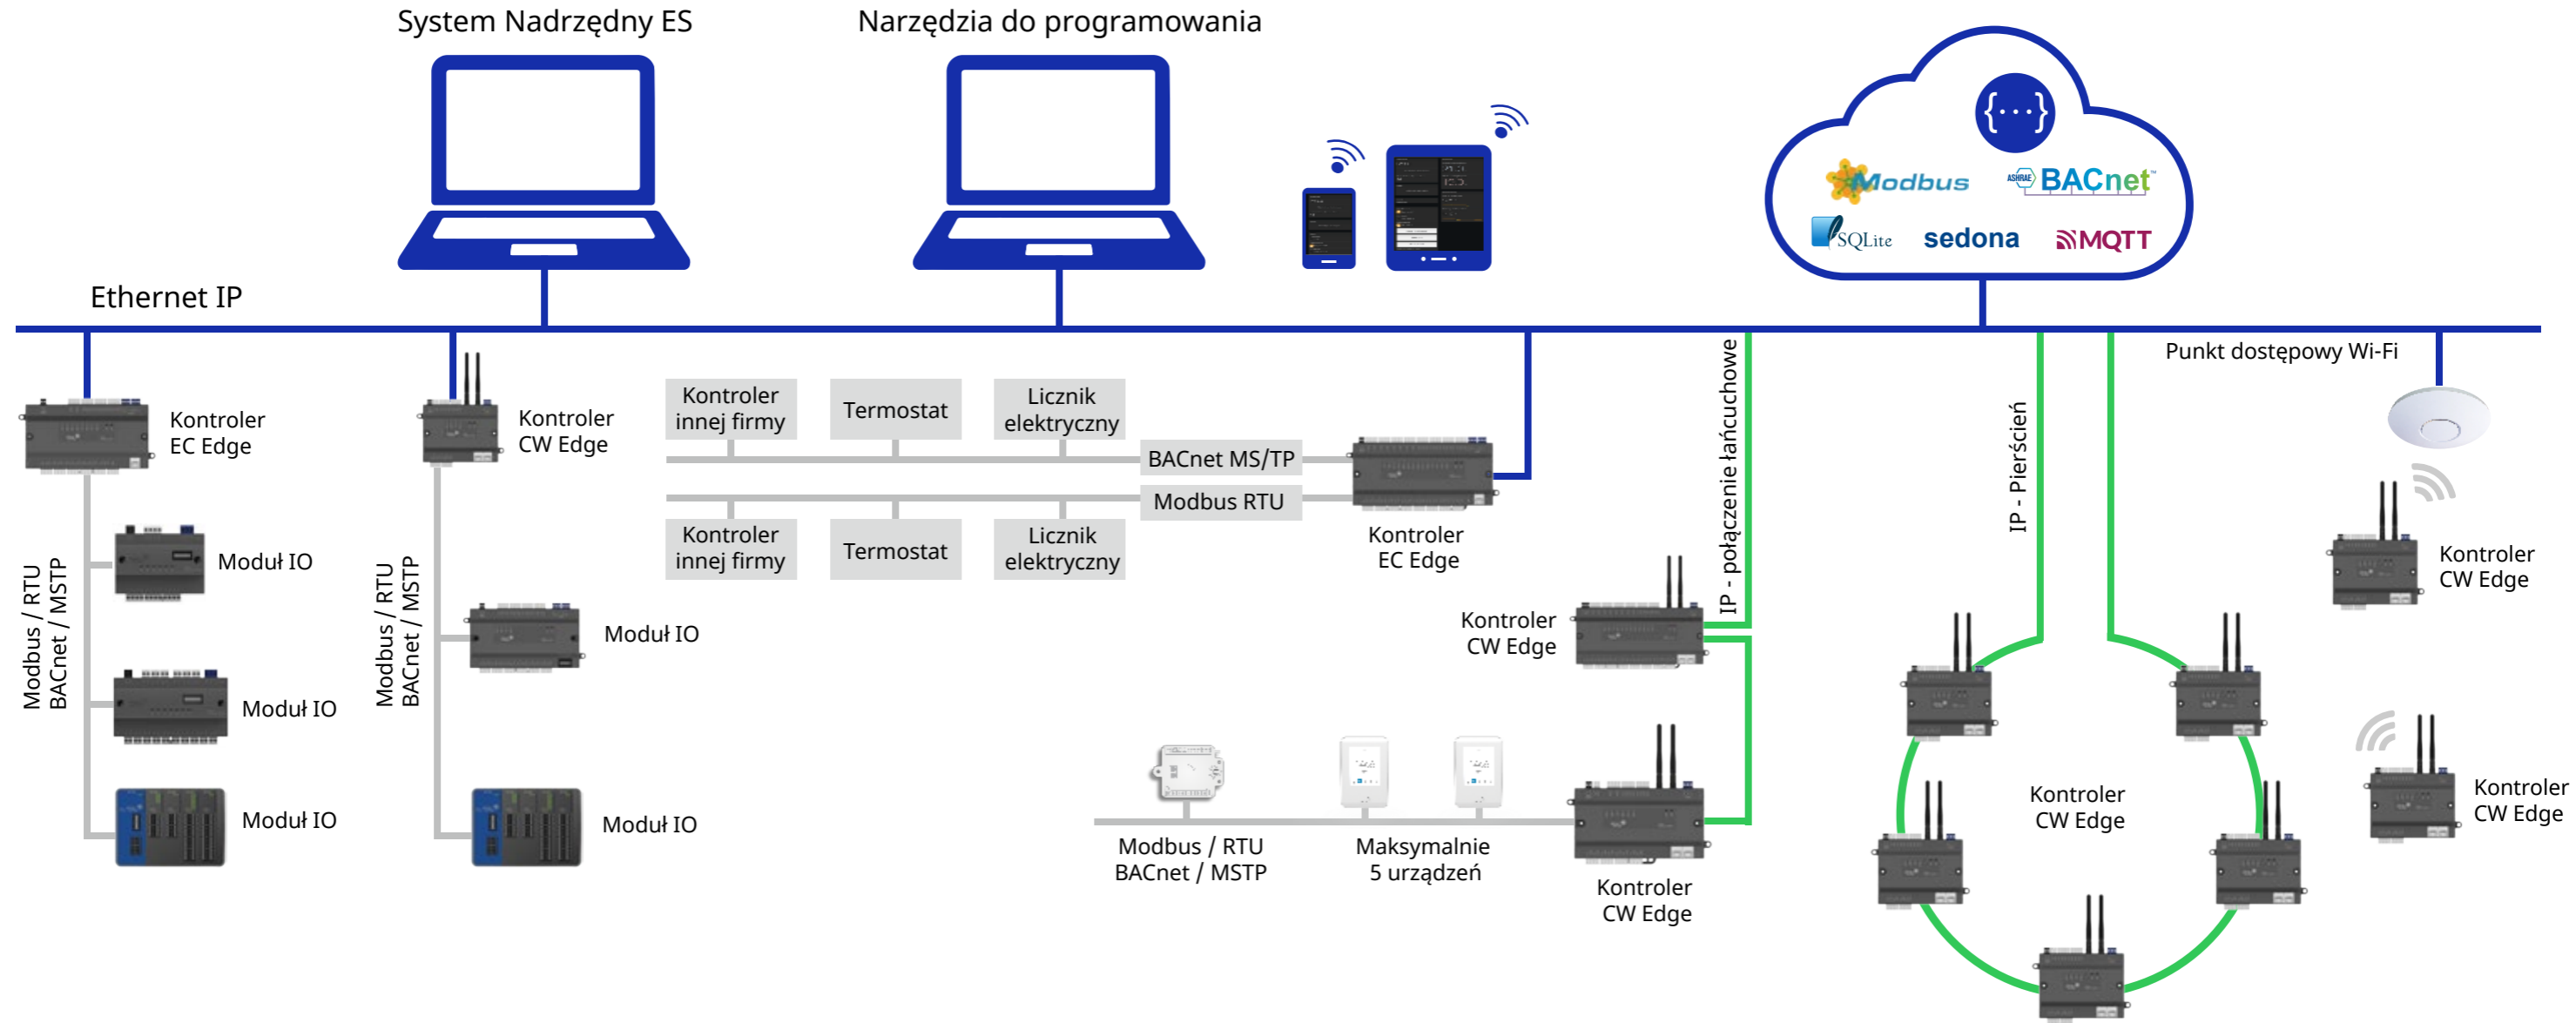 System Nadrzędny ES
Narzędzia do programowania
{···}
Modbus
ASHRAE BACnet™
SQLite
sedona
MQTT
Ethernet IP
Punkt dostępowy Wi-Fi
Kontroler
EC Edge
Modbus / RTU
BACnet / MSTP
Moduł IO
Moduł IO
Moduł IO
Kontroler
CW Edge
Modbus / RTU
BACnet / MSTP
Moduł IO
Moduł IO
Kontroler
innej firmy
Termostat
Licznik
elektryczny
BACnet MS/TP
Modbus RTU
Kontroler
innej firmy
Termostat
Licznik
elektryczny
Kontroler
EC Edge
IP - połączenie łańcuchowe
Kontroler
CW Edge
Modbus / RTU
BACnet / MSTP
Maksymalnie
5 urządzeń
Kontroler
CW Edge
IP - Pierścień
Kontroler
CW Edge
Kontroler
CW Edge
Kontroler
CW Edge